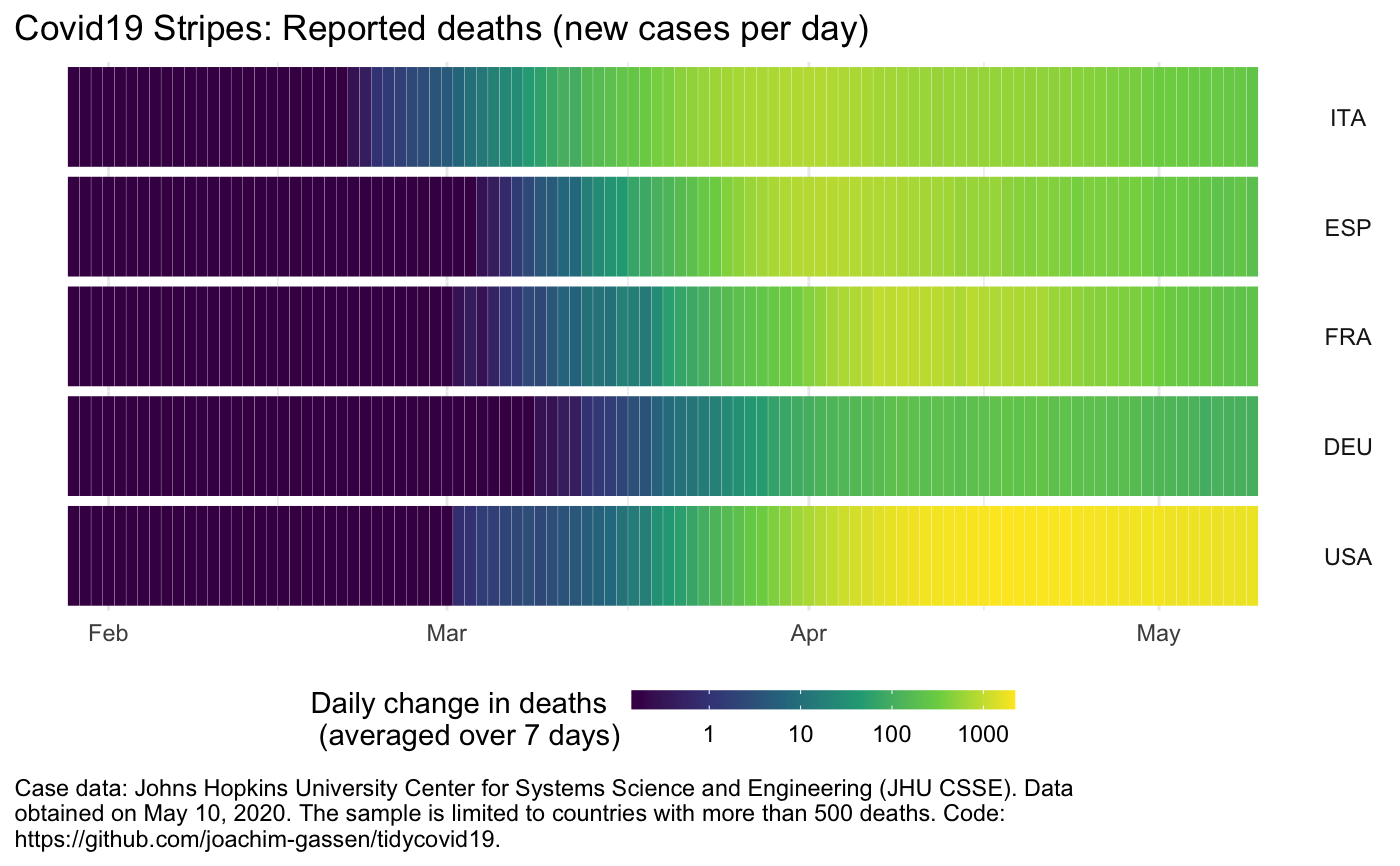 Covid19 Stripes: Reported deaths (new cases per day)
ITA
ESP
FRA
DEU
USA
Feb Mar Apr May
Daily change in deaths
(averaged over 7 days)
1 10 100 1000
Case data: Johns Hopkins University Center for Systems Science and Engineering (JHU CSSE). Data
obtained on May 10, 2020. The sample is limited to countries with more than 500 deaths. Code:
https://github.com/joachim-gassen/tidycovid19.